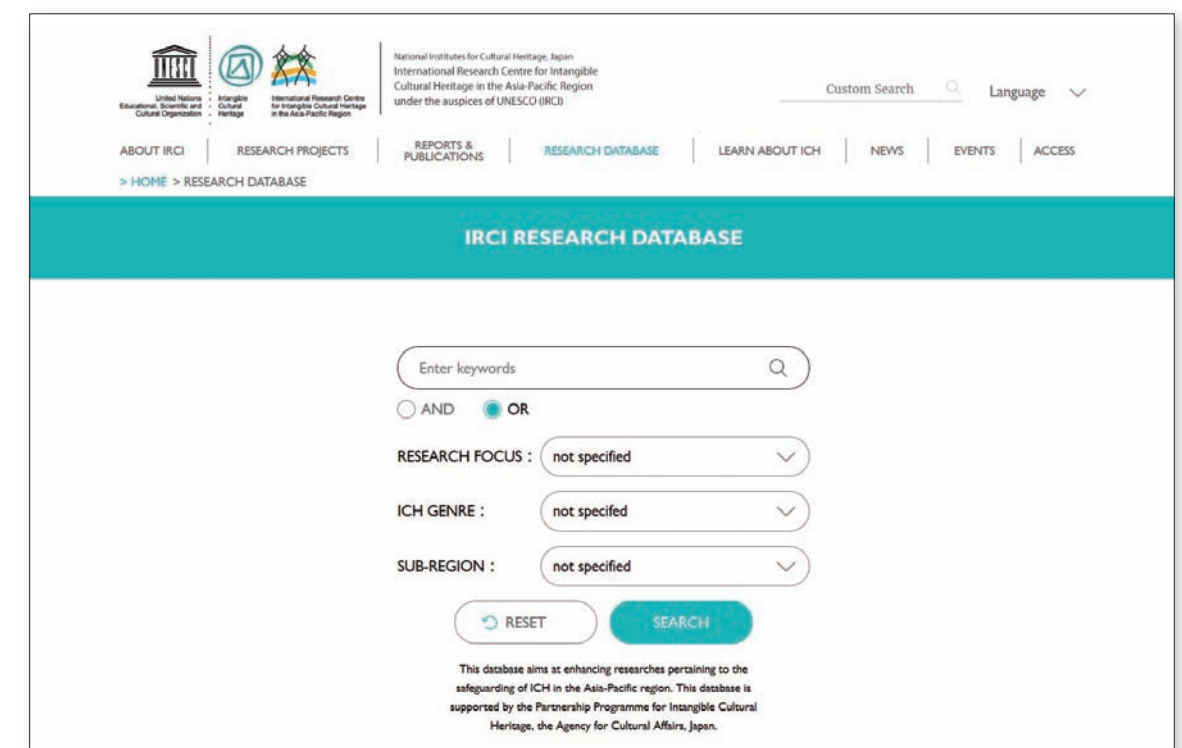 UNESCO
United Nations
Educational, Scientific and
Cultural Organization
Intangible
Cultural
Heritage
International Research Centre
for Intangible Cultural Heritage
in the Asia-Pacific Region
National Institutes for Cultural Heritage, Japan
International Research Centre for Intangible
Cultural Heritage in the Asia-Pacific Region
under the auspices of UNESCO (IRCI)
Custom Search
Language
ABOUT IRCI
RESEARCH PROJECTS
REPORTS &
PUBLICATIONS
RESEARCH DATABASE
LEARN ABOUT ICH
NEWS
EVENTS
ACCESS
> HOME > RESEARCH DATABASE
IRCI RESEARCH DATABASE
Enter keywords
AND OR
RESEARCH FOCUS : not specified
ICH GENRE : not specifed
SUB-REGION : not specified
RESET SEARCH
This database aims at enhancing researches pertaining to the
safeguarding of ICH in the Asia-Pacific region. This database is
supported by the Partnership Programme for Intangible Cultural
Heritage, the Agency for Cultural Affairs, Japan.